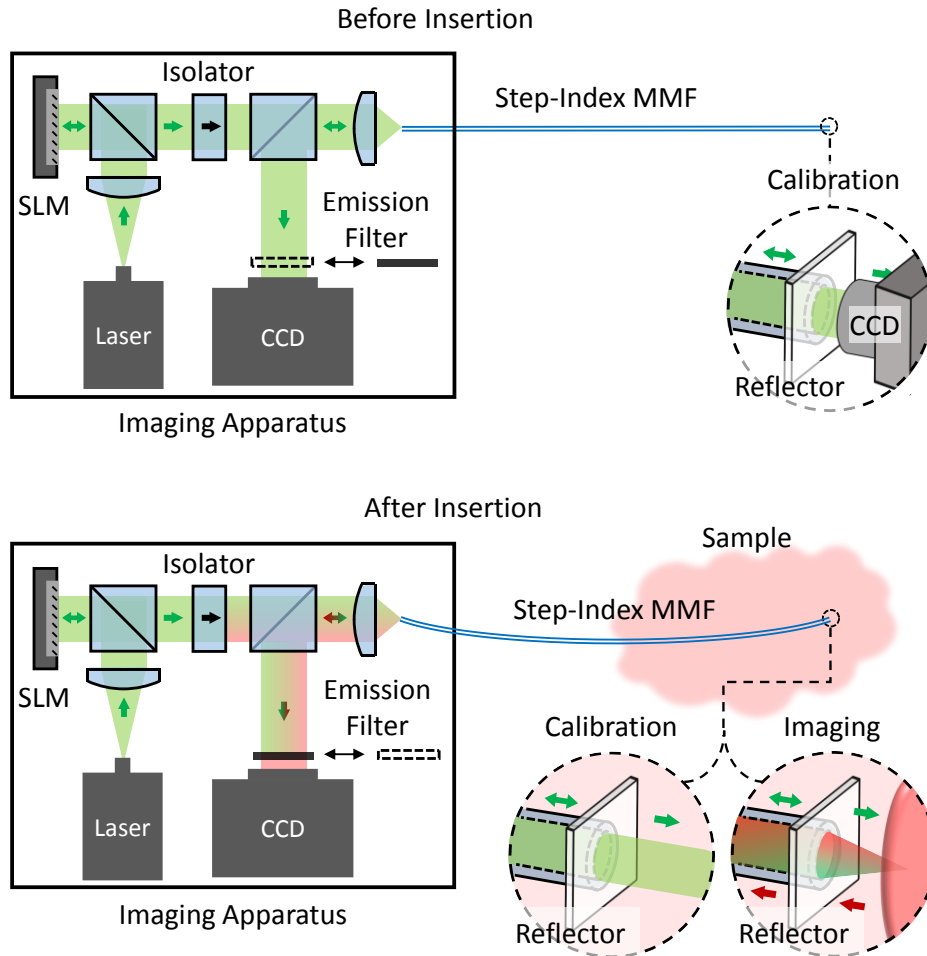 Before Insertion
Isolator
Step-Index MMF
Calibration
SLM
Emission
Filter
Laser
CCD
CCD
Reflector
Imaging Apparatus
After Insertion
Sample
Isolator
Step-Index MMF
SLM
Emission
Filter
Calibration
Imaging
Laser
CCD
Reflector
Reflector
Imaging Apparatus